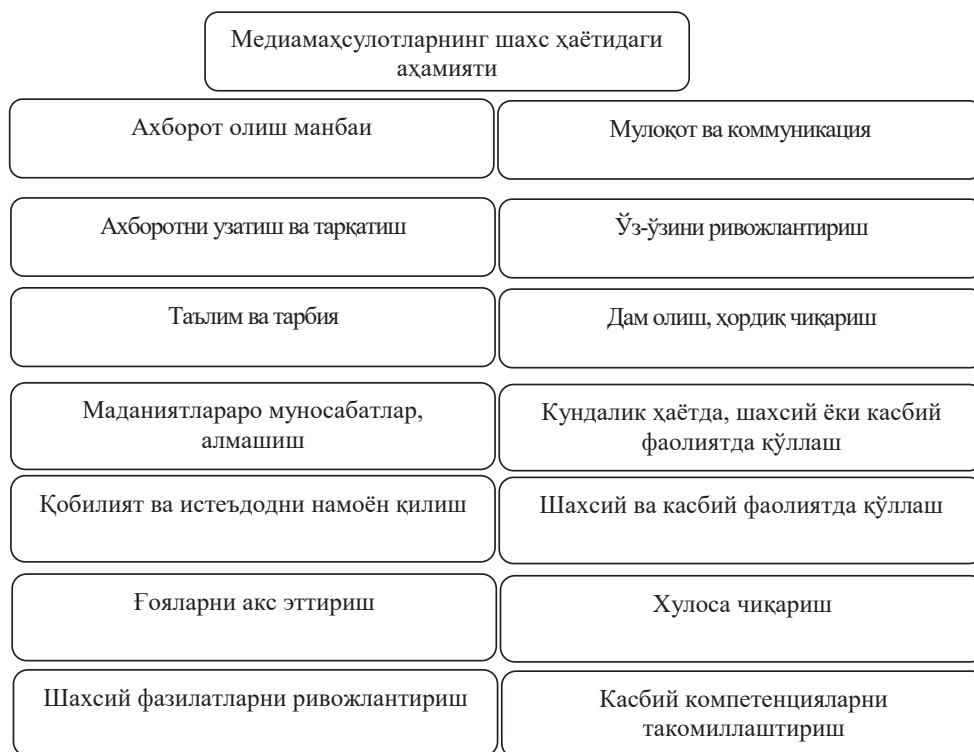 Медиамаҳсулотларнинг шахс ҳаётидаги
аҳамияти
Ахборот олиш манбаи
Мулоқот ва коммуникация
Ахборотни узатиш ва тарқатиш
Ўз-ўзини ривожлантириш
Таълим ва тарбия
Дам олиш, ҳордиқ чиқариш
Маданиятлараро муносабатлар,
алмашиш
Кундалик ҳаётда, шахсий ёки касбий
фаолиятда қўллаш
Қобилият ва истеъдодни намоён қилиш
Шахсий ва касбий фаолиятда қўллаш
Ғояларни акс эттириш
Хулоса чиқариш
Шахсий фазилатларни ривожлантириш
Касбий компетенцияларни
такомиллаштириш